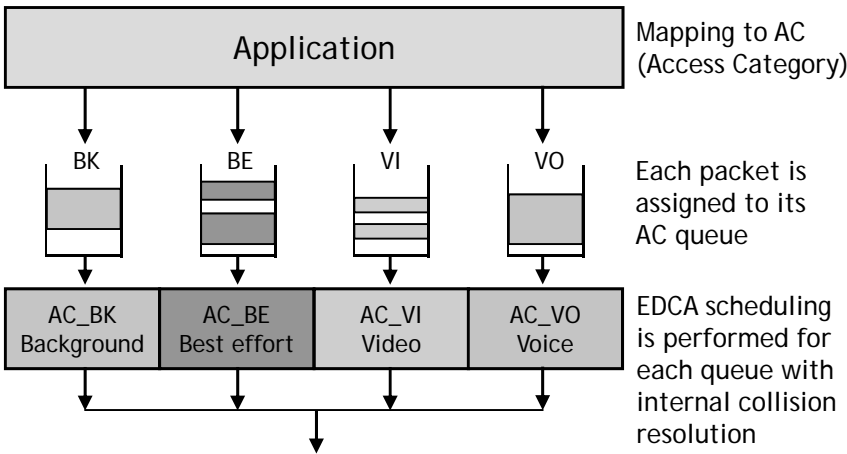 Application
Mapping to AC
(Access Category)
BK
BE
VI
VO
Each packet is
assigned to its
AC queue
AC_BK
Background
AC_BE
Best effort
AC_VI
Video
AC_VO
Voice
EDCA scheduling
is performed for
each queue with
internal collision
resolution